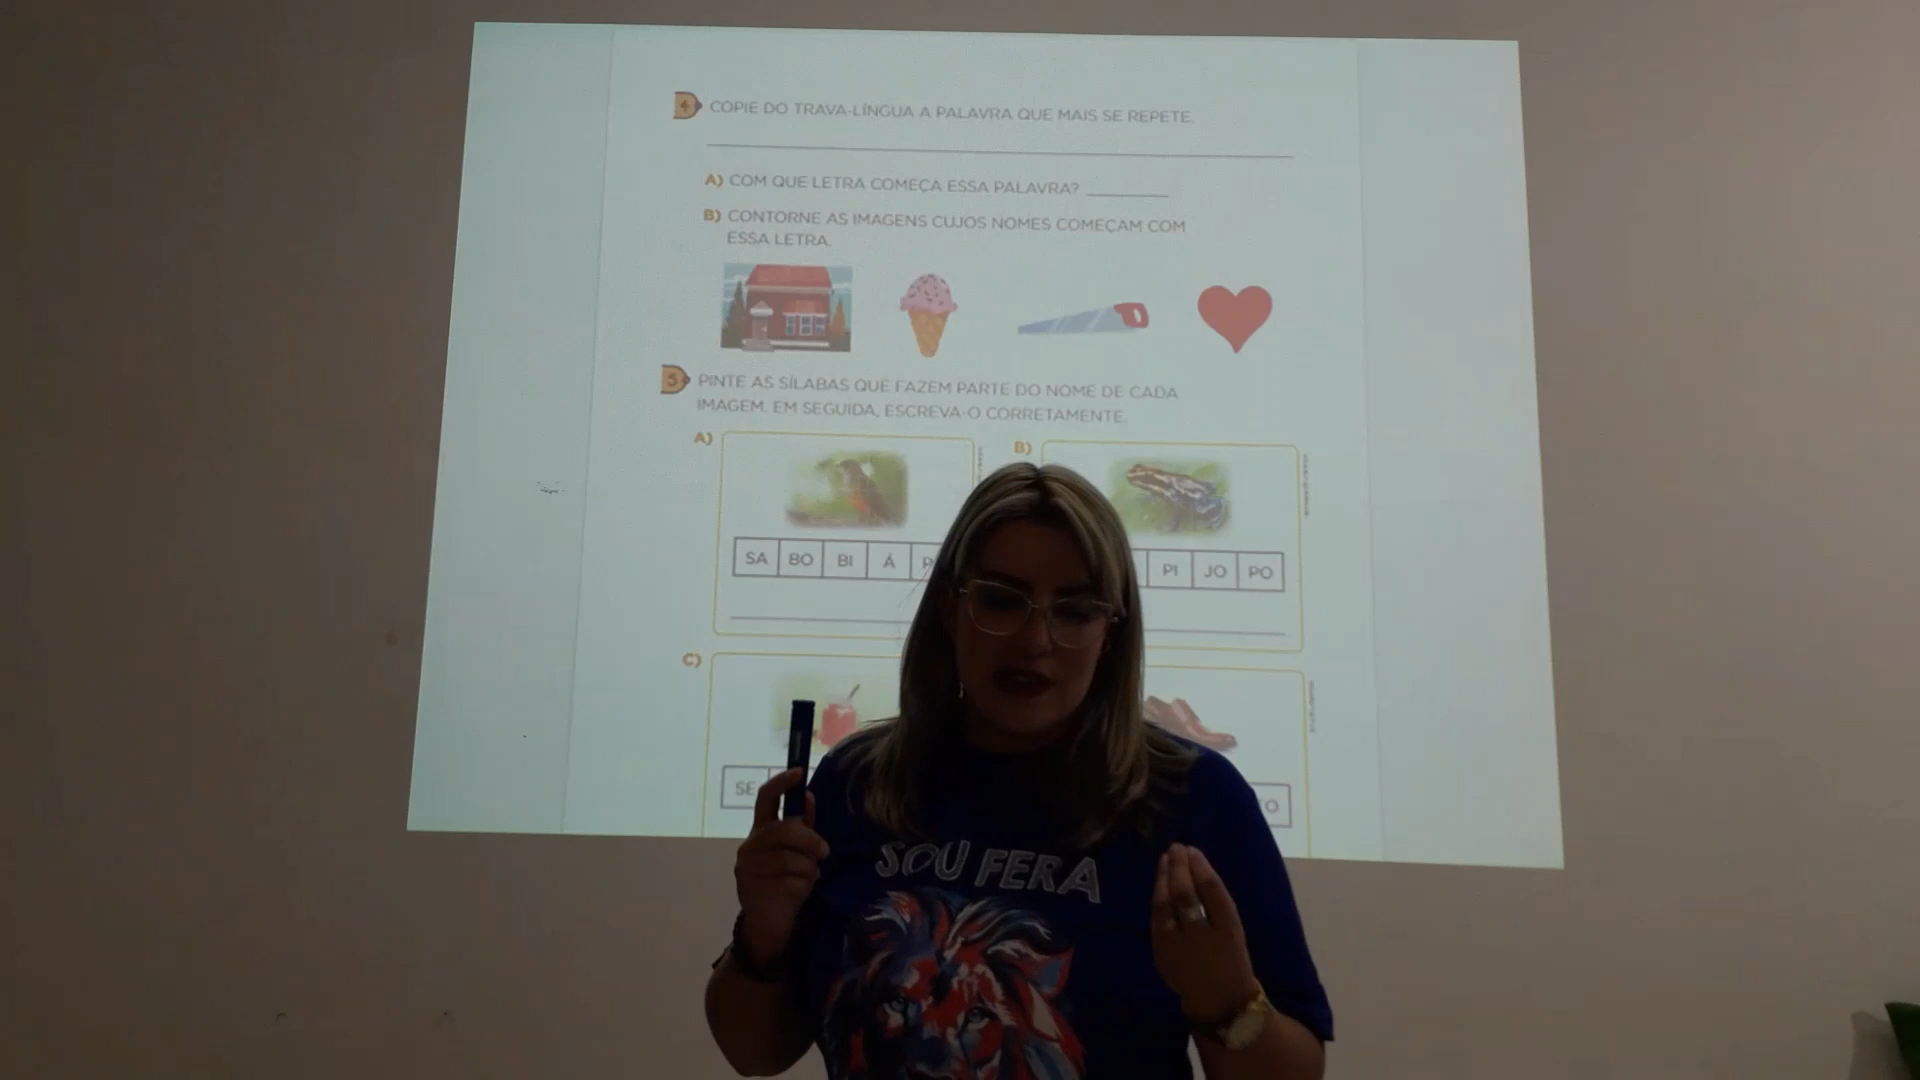 4 COPIE DO TRAVA-LÍNGUA A PALAVRA QUE MAIS SE REPETE.
A) COM QUE LETRA COMEÇA ESSA PALAVRA?
B) CONTORNE AS IMAGENS CUJOS NOMES COMEÇAM COM
ESSA LETRA.
5 PINTE AS SÍLABAS QUE FAZEM PARTE DO NOME DE CADA
IMAGEM. EM SEGUIDA, ESCREVA-O CORRETAMENTE.
A) B)
SA BO BI Á PI JO PO
C)
SE TO
SOU FERA